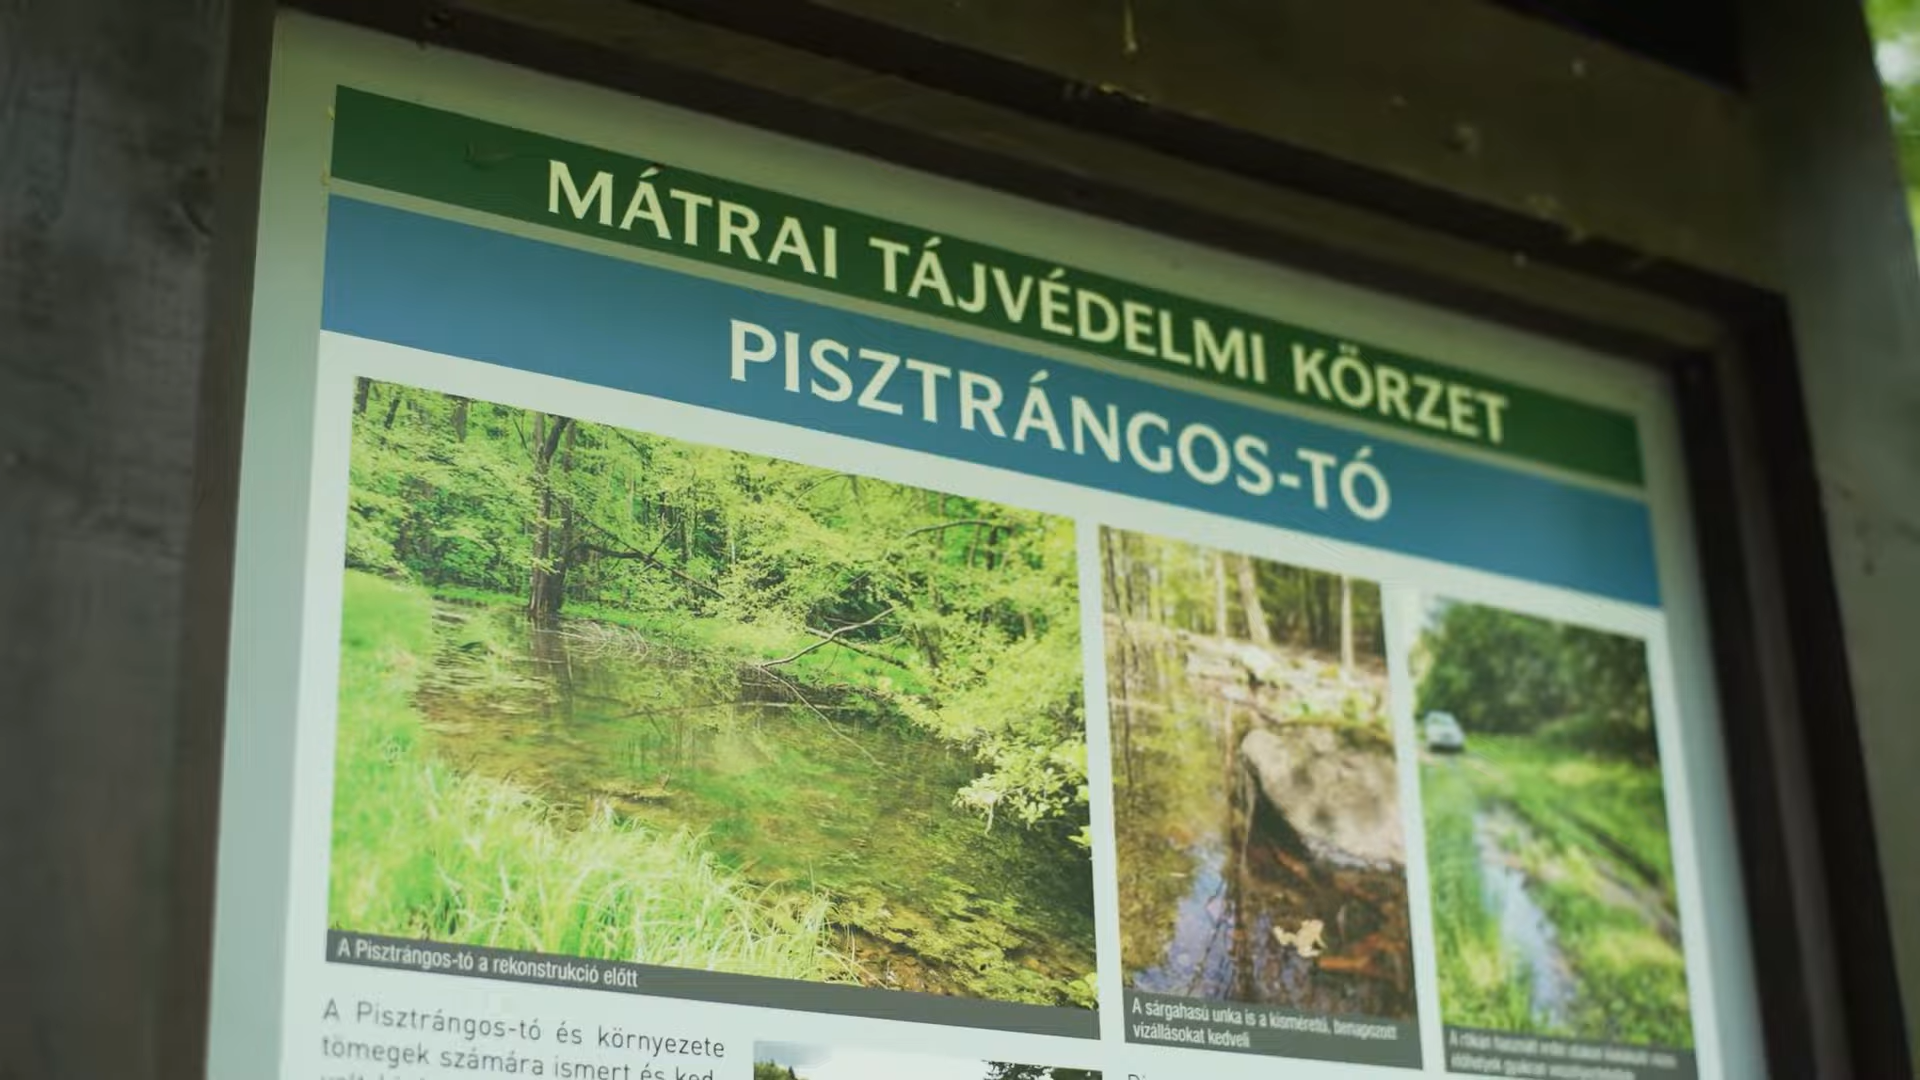 MÁTRAI TÁJVÉDELMI KÖRZET
PISZTRÁNGOS-TÓ
A Pisztrángos-tó a rekonstrukció előtt
A sárgahasú unka is a kisméretű, benapozott
vízállásokat kedveli
A Pisztrángos-tó és környezete
tömegek számára ismert és ked-